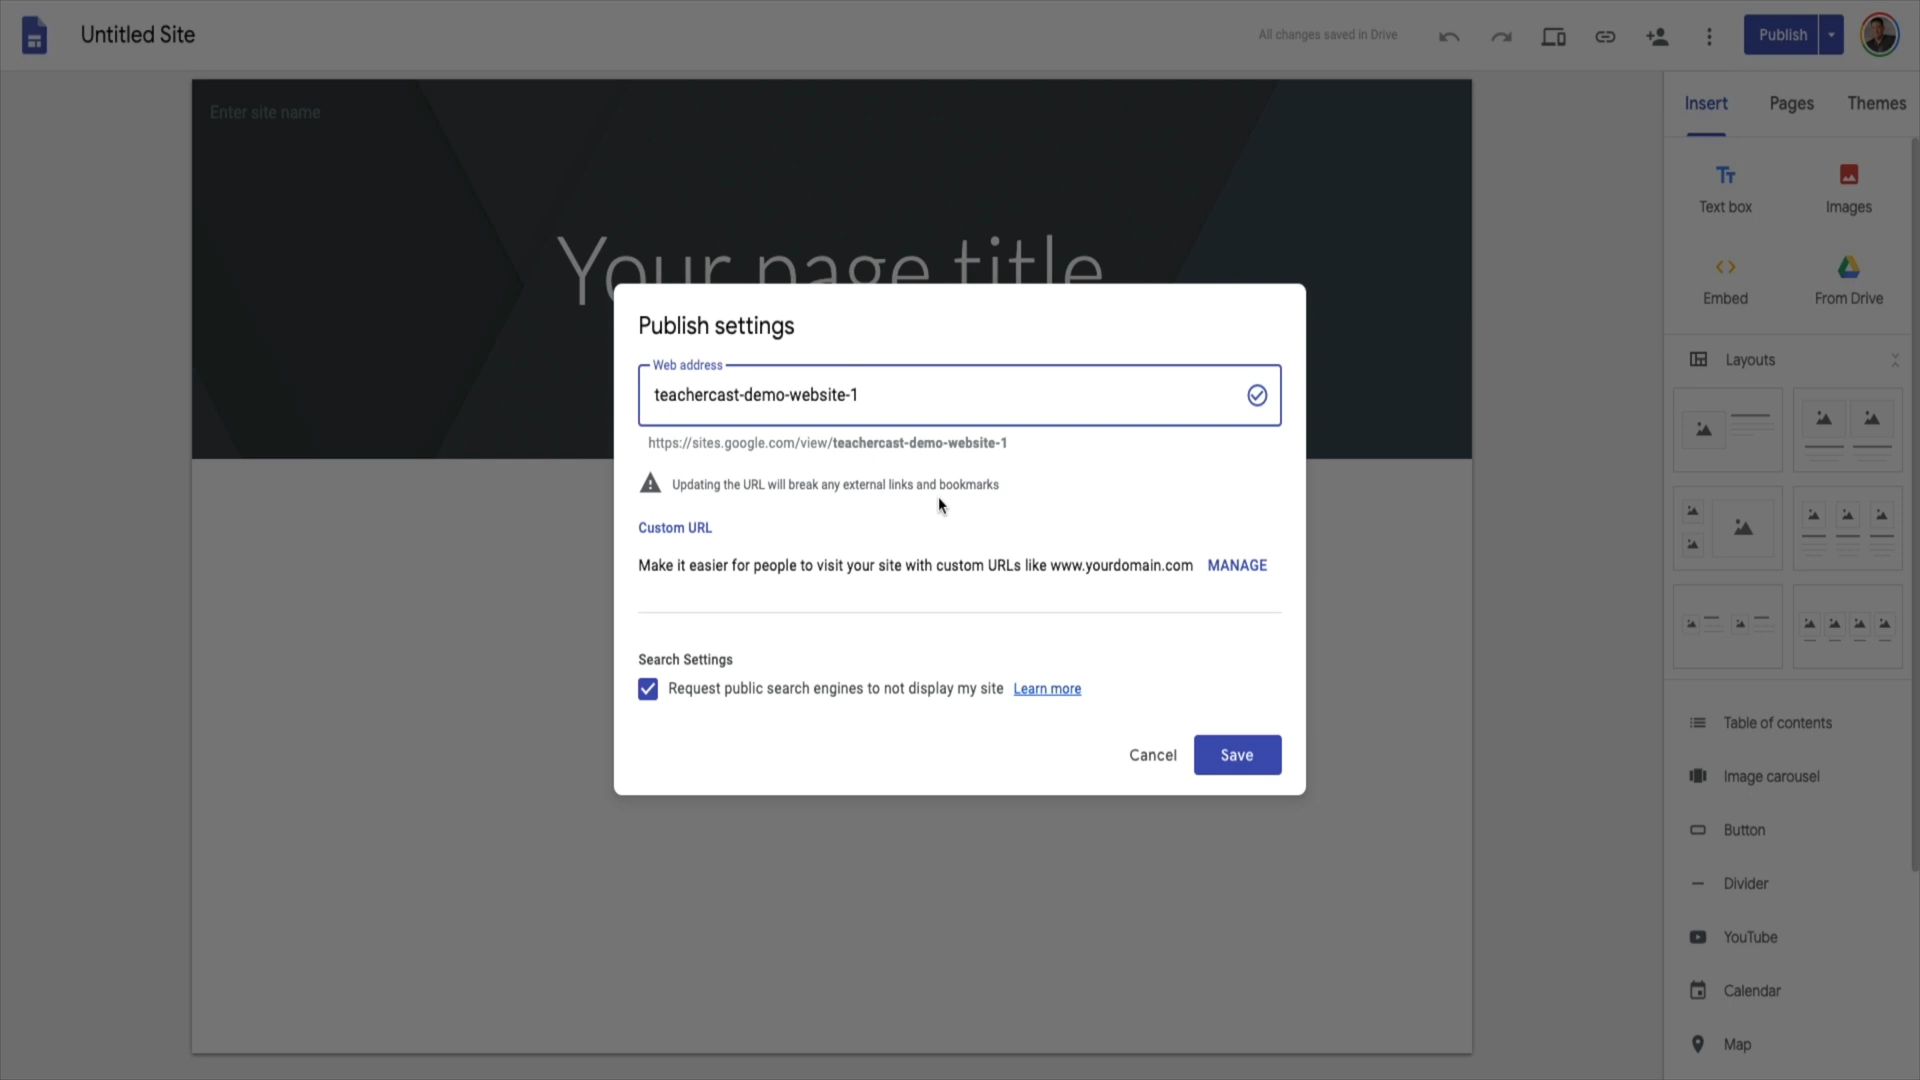 Untitled Site
All changes saved in Drive
Publish
Enter site name
Your page title
Insert Pages Themes
Text box Images
Embed From Drive
Layouts
Publish settings
Web address
teachercast-demo-website-1
https://sites.google.com/view/teachercast-demo-website-1
Updating the URL will break any external links and bookmarks
Custom URL
Make it easier for people to visit your site with custom URLs like www.yourdomain.com MANAGE
Search Settings
Request public search engines to not display my site Learn more
Cancel Save
Table of contents
Image carousel
Button
Divider
YouTube
Calendar
Map